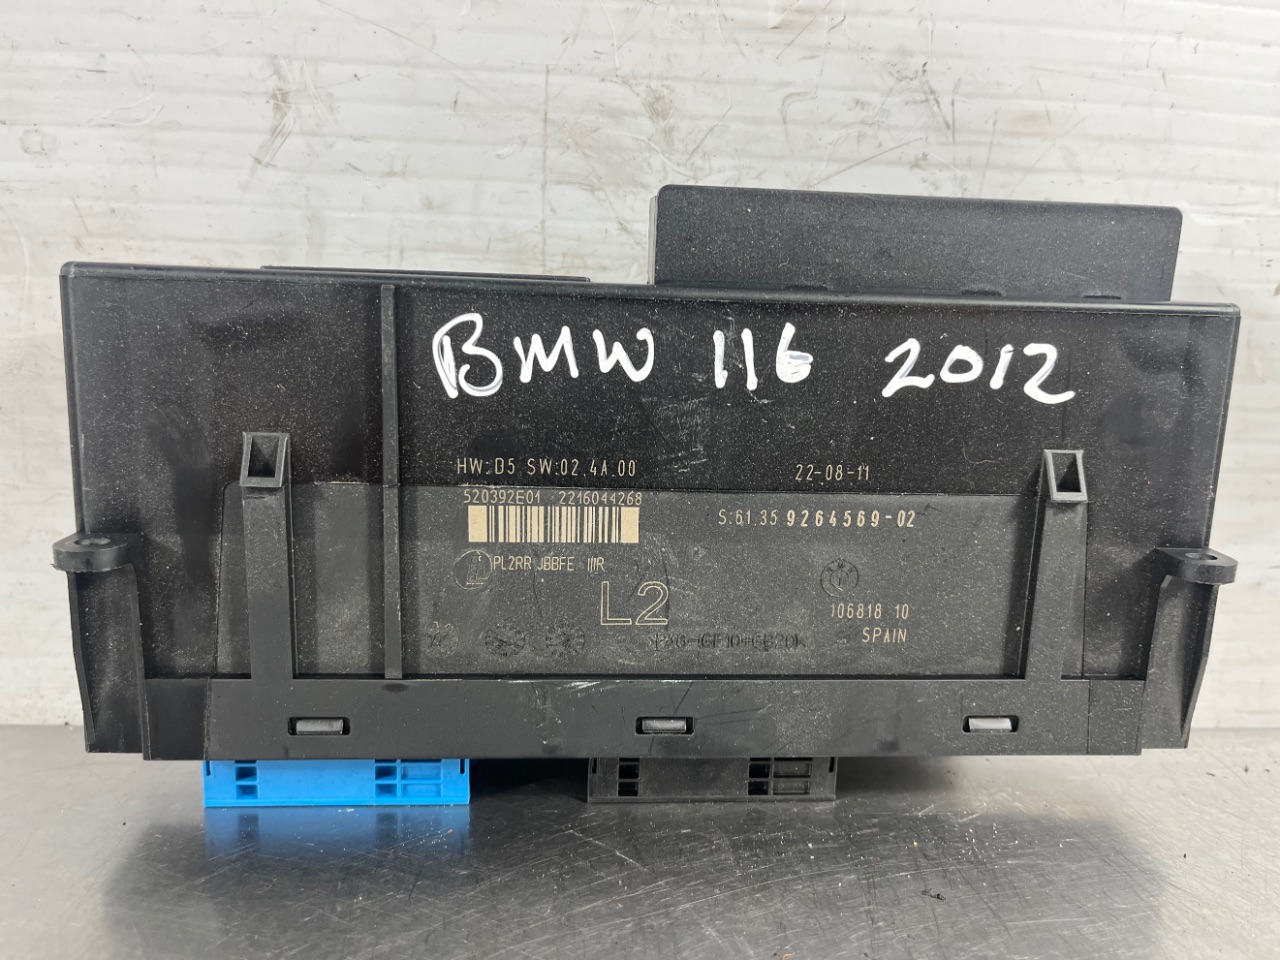 BMW 116 2012
HW:D5 SW:02.4A.00
22-08-11
520392E01 2216044268
S:61.35 9264569-02
PL2RR JBBFE IIIR
L2
106818 10
SPAIN